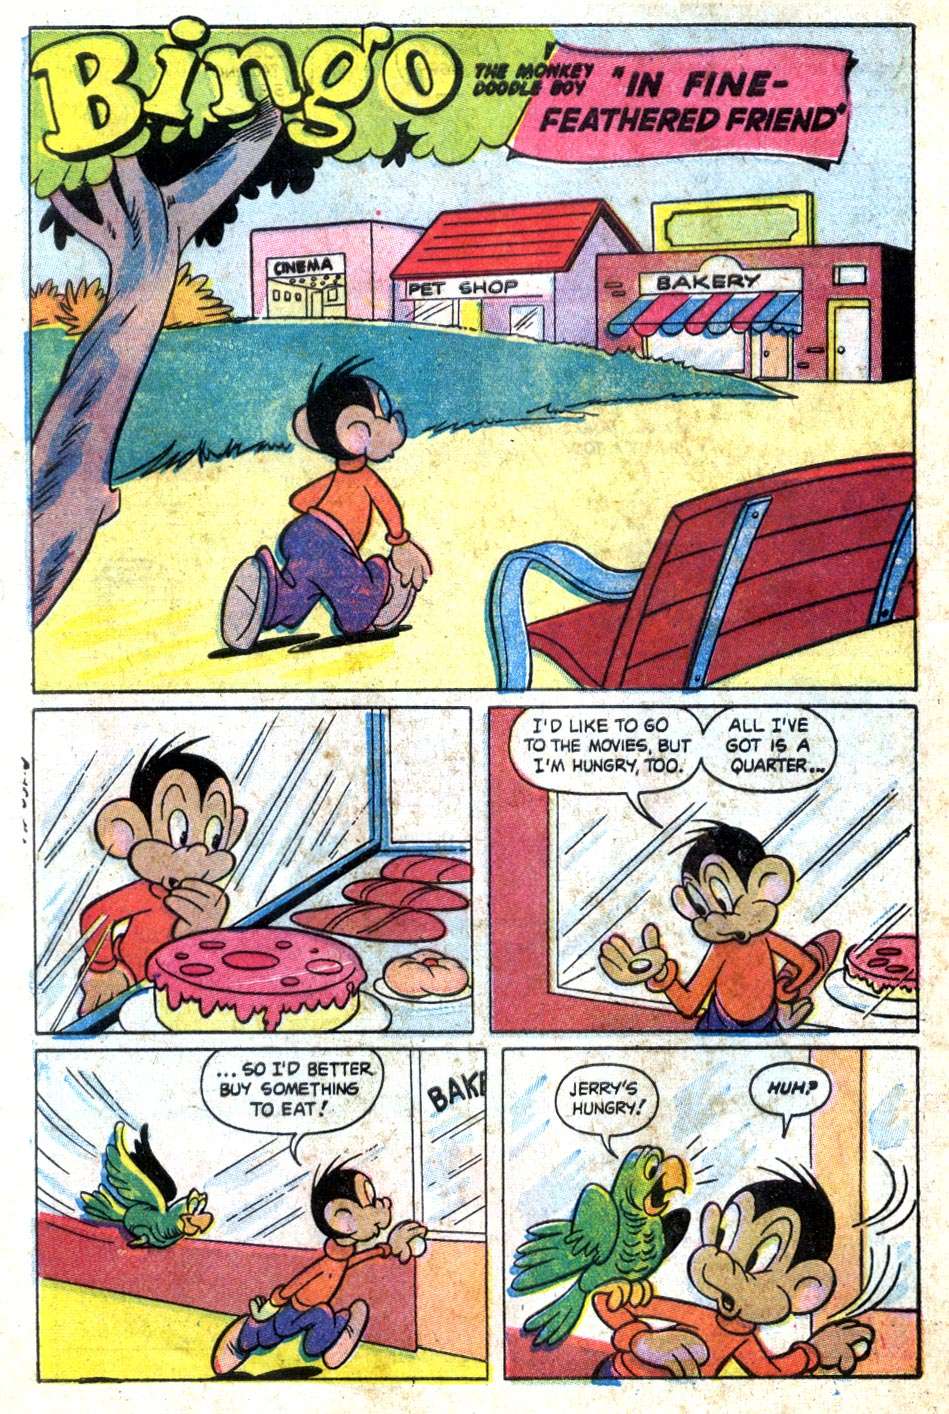 Bingo
THE MONKEY
DOODLE BOY
"IN FINE-
FEATHERED FRIEND"
CINEMA
PET SHOP
BAKERY
I'D LIKE TO GO
TO THE MOVIES, BUT
I'M HUNGRY, TOO.
ALL I'VE
GOT IS A
QUARTER...
...SO I'D BETTER
BUY SOMETHING
TO EAT!
BAKE
JERRY'S
HUNGRY!
HUH?